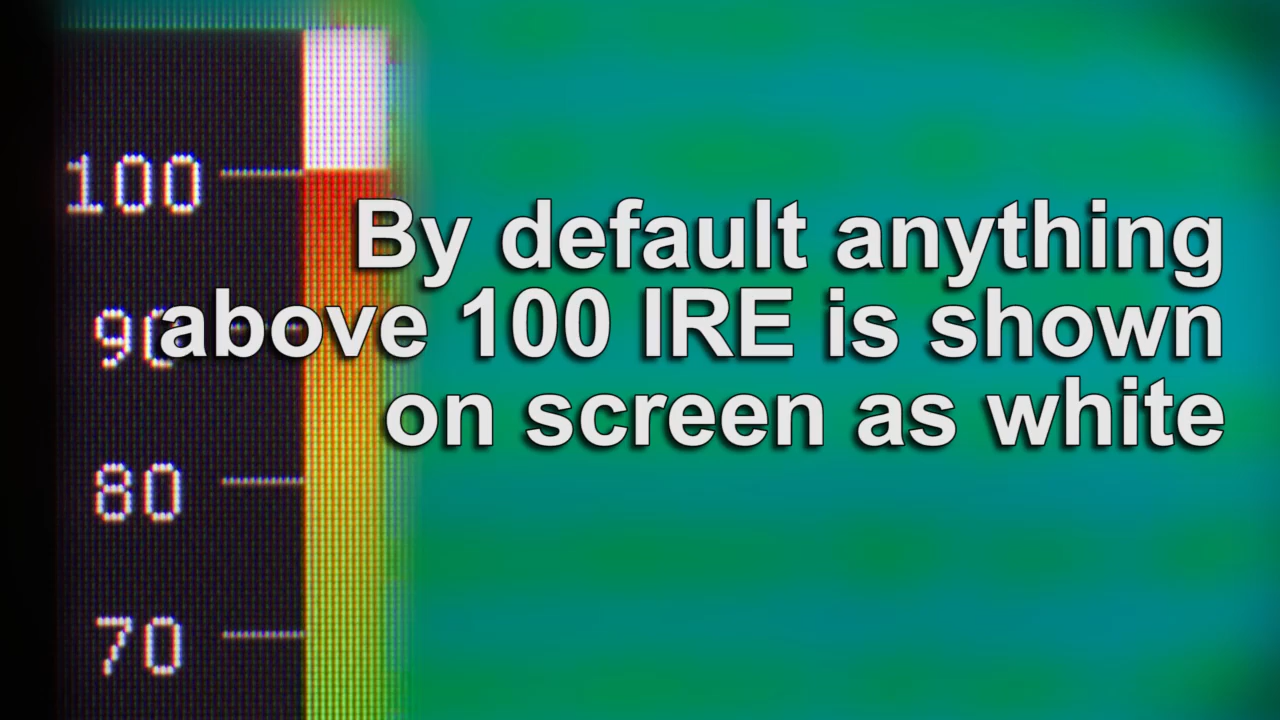 100
By default anything
above 100 IRE is shown
on screen as white
80
70